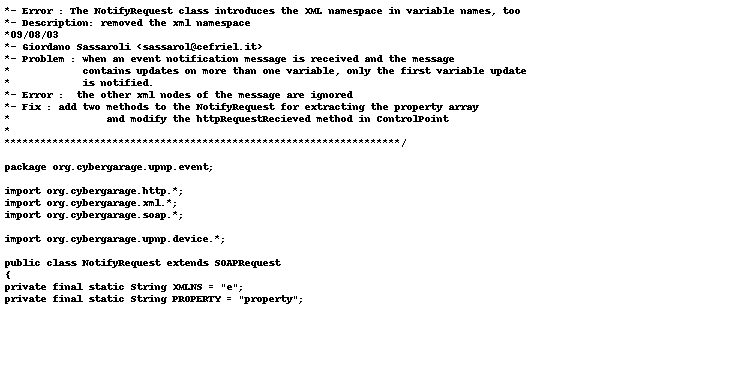 *- Error : The NotifyRequest class introduces the XML namespace in variable names, too
*- Description: removed the xml namespace
*09/08/03
*- Giordano Sassaroli <sassarol@cefriel.it>
*- Problem : when an event notification message is received and the message
*            contains updates on more than one variable, only the first variable update
*            is notified.
*- Error :  the other xml nodes of the message are ignored
*- Fix : add two methods to the NotifyRequest for extracting the property array
*                and modify the httpRequestRecieved method in ControlPoint
*
******************************************************************/
package org.cybergarage.upnp.event;
import org.cybergarage.http.*;
import org.cybergarage.xml.*;
import org.cybergarage.soap.*;
import org.cybergarage.upnp.device.*;
public class NotifyRequest extends SOAPRequest
{
private final static String XMLNS = "e";
private final static String PROPERTY = "property";